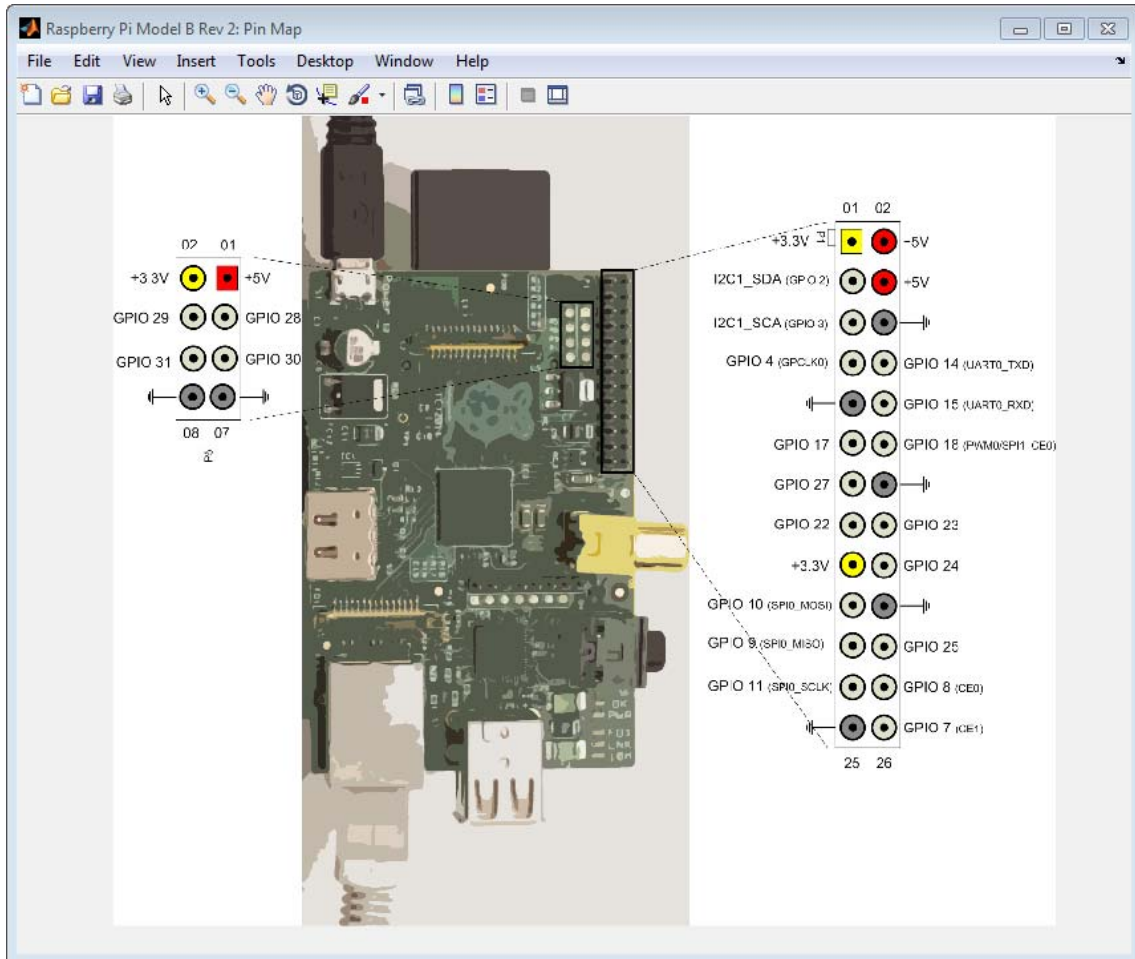 Raspberry Pi Model B Rev 2: Pin Map
File Edit View Insert Tools Desktop Window Help
02 01
+3.3V +5V
GPIO 29 GPIO 28
GPIO 31 GPIO 30
08 07
01 02
+3.3V P1 +5V
I2C1_SDA (GPIO 2) +5V
I2C1_SCA (GPIO 3)
GPIO 4 (GPCLK0) GPIO 14 (UART0_TXD)
GPIO 15 (UART0_RXD)
GPIO 17 GPIO 18 (PWM0/SPI1_CE0)
GPIO 27
GPIO 22 GPIO 23
+3.3V GPIO 24
GPIO 10 (SPI0_MOSI)
GPIO 9 (SPI0_MISO) GPIO 25
GPIO 11 (SPI0_SCLK) GPIO 8 (CE0)
GPIO 7 (CE1)
25 26